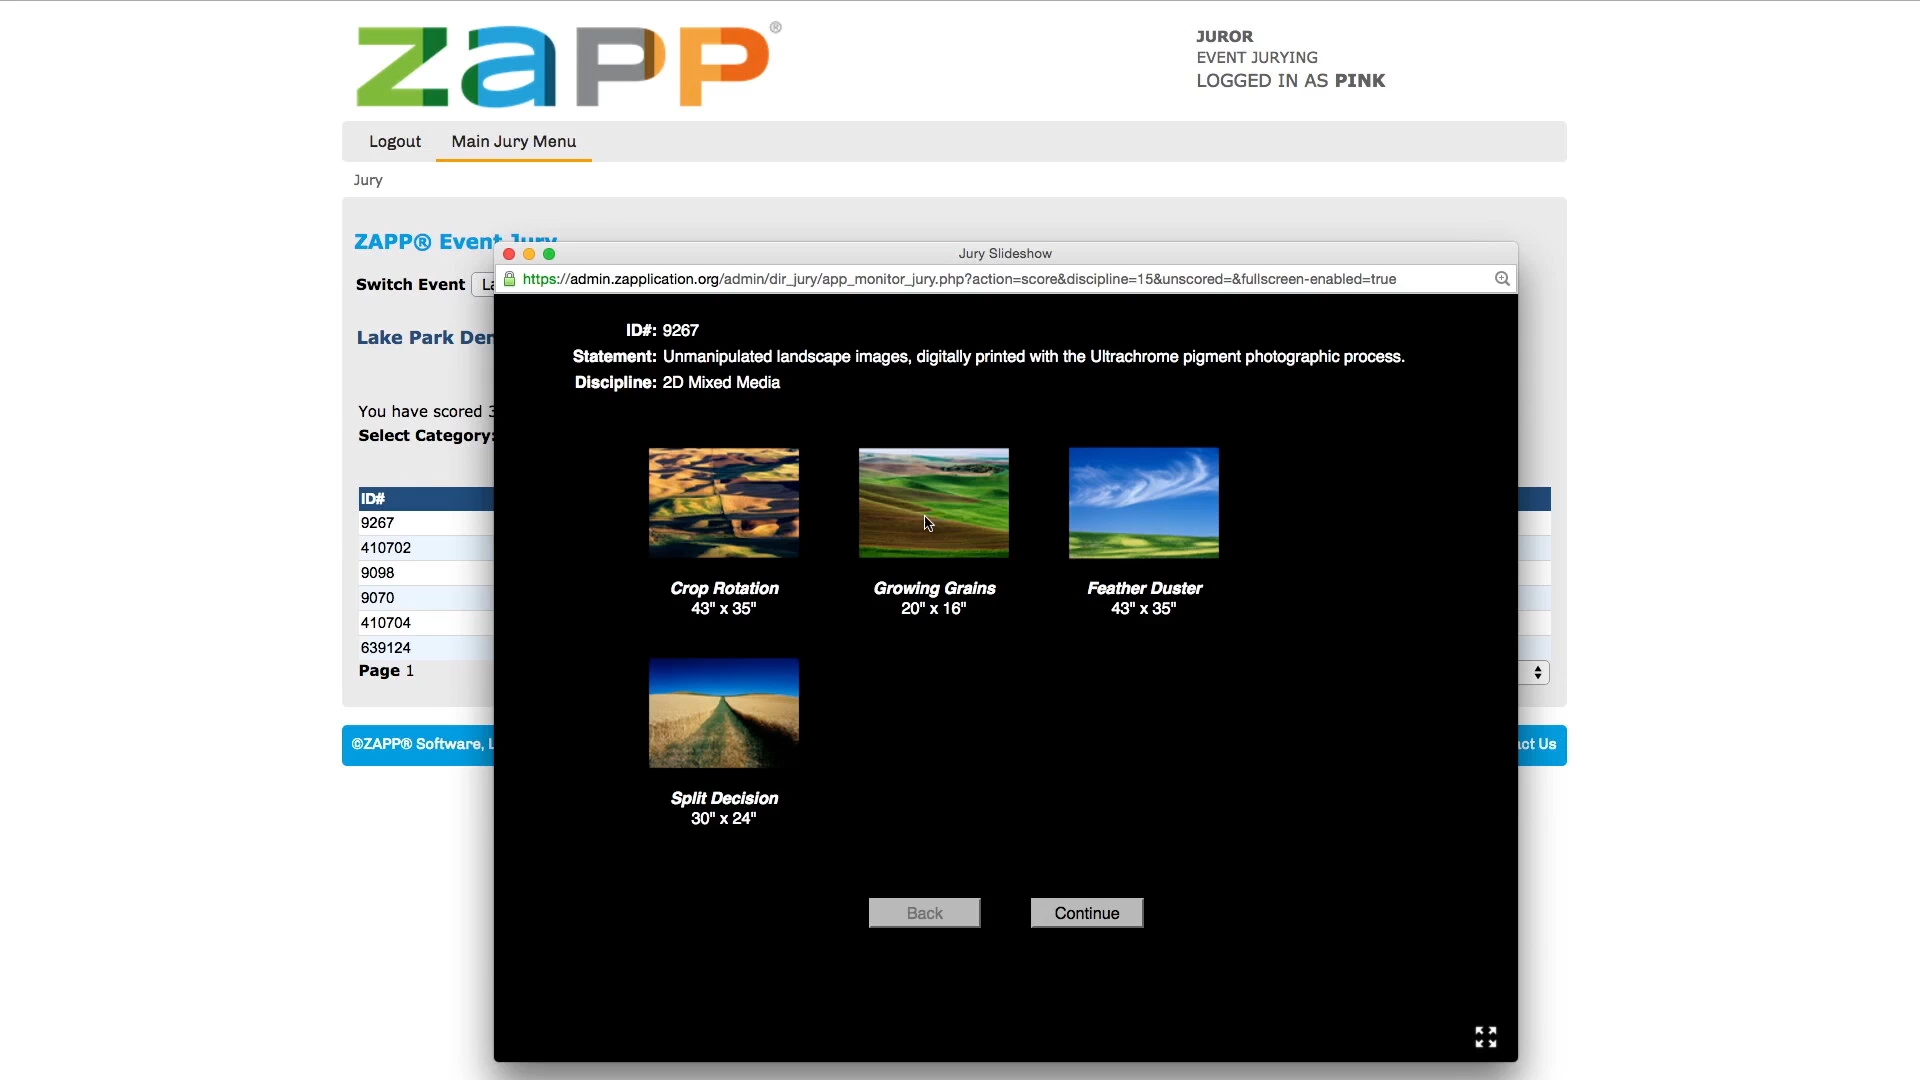 zapp®
JUROR
EVENT JURYING
LOGGED IN AS PINK
Logout Main Jury Menu
Jury
ZAPP® Event Jury
Switch Event
Lake Park
You have scored
Select Category:
ID#
9267
410702
9098
9070
410704
639124
Page 1
©ZAPP® Software,
Us
Jury Slideshow
https://admin.zapplication.org/admin/dir_jury/app_monitor_jury.php?action=score&discipline=15&unscored=&fullscreen-enabled=true
ID#: 9267
Statement: Unmanipulated landscape images, digitally printed with the Ultrachrome pigment photographic process.
Discipline: 2D Mixed Media
Crop Rotation
43" x 35"
Growing Grains
20" x 16"
Feather Duster
43" x 35"
Split Decision
30" x 24"
Back Continue